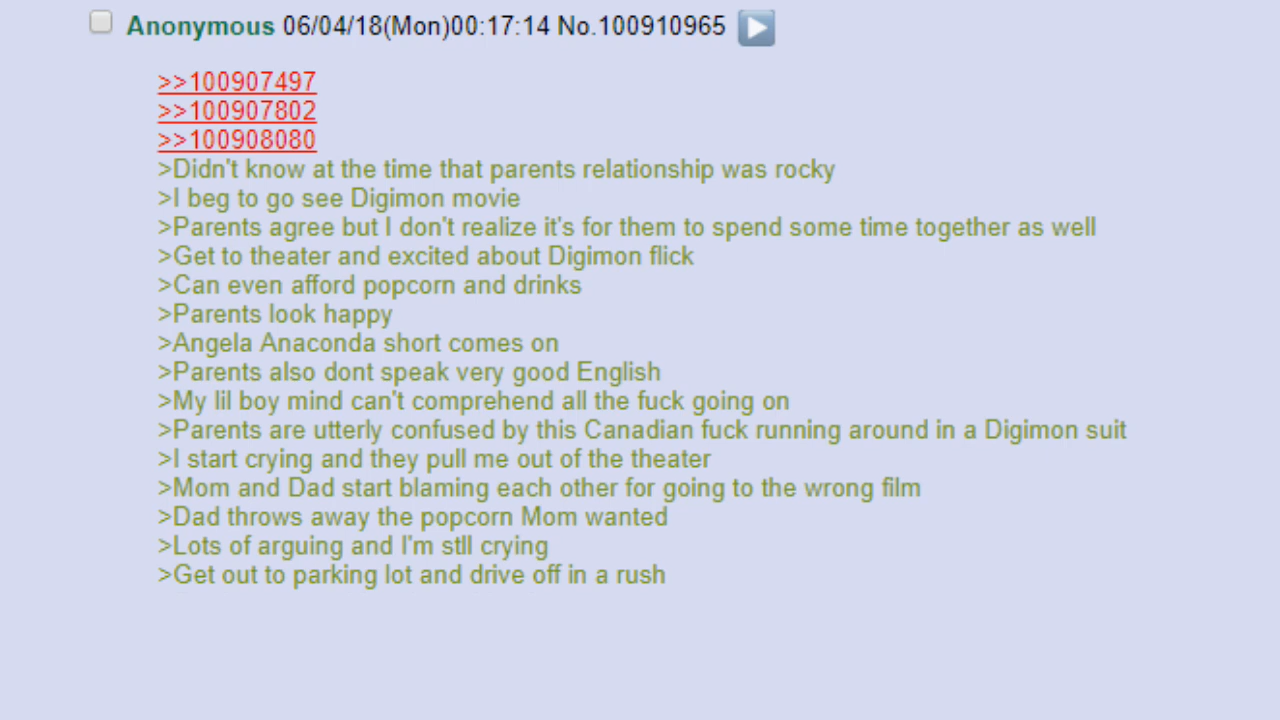 Anonymous 06/04/18(Mon)00:17:14 No.100910965
>>100907497
>>100907802
>>100908080
>Didn't know at the time that parents relationship was rocky
>I beg to go see Digimon movie
>Parents agree but I don't realize it's for them to spend some time together as well
>Get to theater and excited about Digimon flick
>Can even afford popcorn and drinks
>Parents look happy
>Angela Anaconda short comes on
>Parents also dont speak very good English
>My lil boy mind can't comprehend all the fuck going on
>Parents are utterly confused by this Canadian fuck running around in a Digimon suit
>I start crying and they pull me out of the theater
>Mom and Dad start blaming each other for going to the wrong film
>Dad throws away the popcorn Mom wanted
>Lots of arguing and I'm stll crying
>Get out to parking lot and drive off in a rush